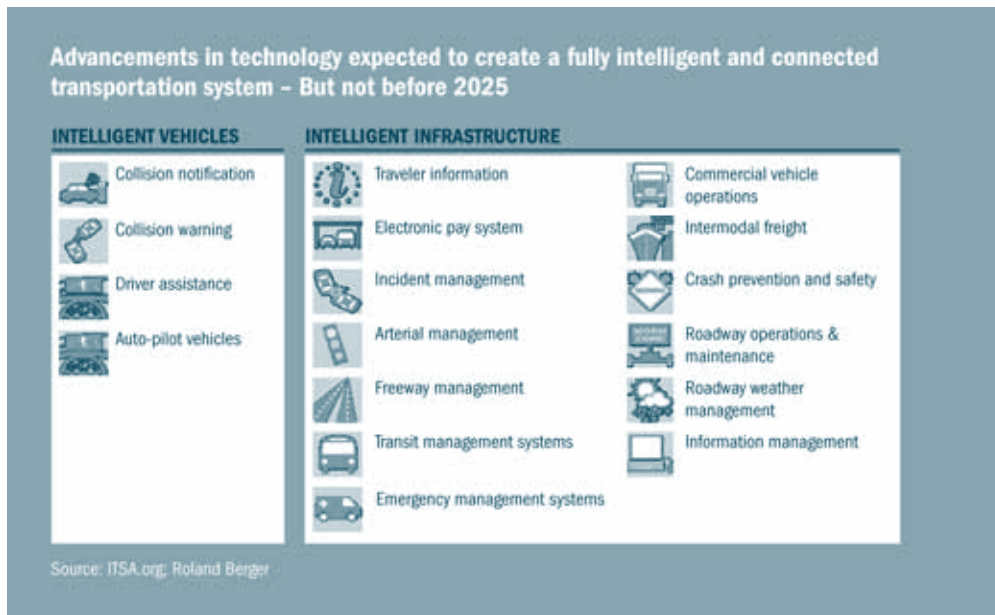 Advancements in technology expected to create a fully intelligent and connected
transportation system – But not before 2025
INTELLIGENT VEHICLES
Collision notification
Collision warning
Driver assistance
Auto-pilot vehicles
INTELLIGENT INFRASTRUCTURE
Traveler information
Electronic pay system
Incident management
Arterial management
Freeway management
Transit management systems
Emergency management systems
Commercial vehicle
operations
Intermodal freight
Crash prevention and safety
Roadway operations &
maintenance
Roadway weather
management
Information management
Source: ITSA.org; Roland Berger